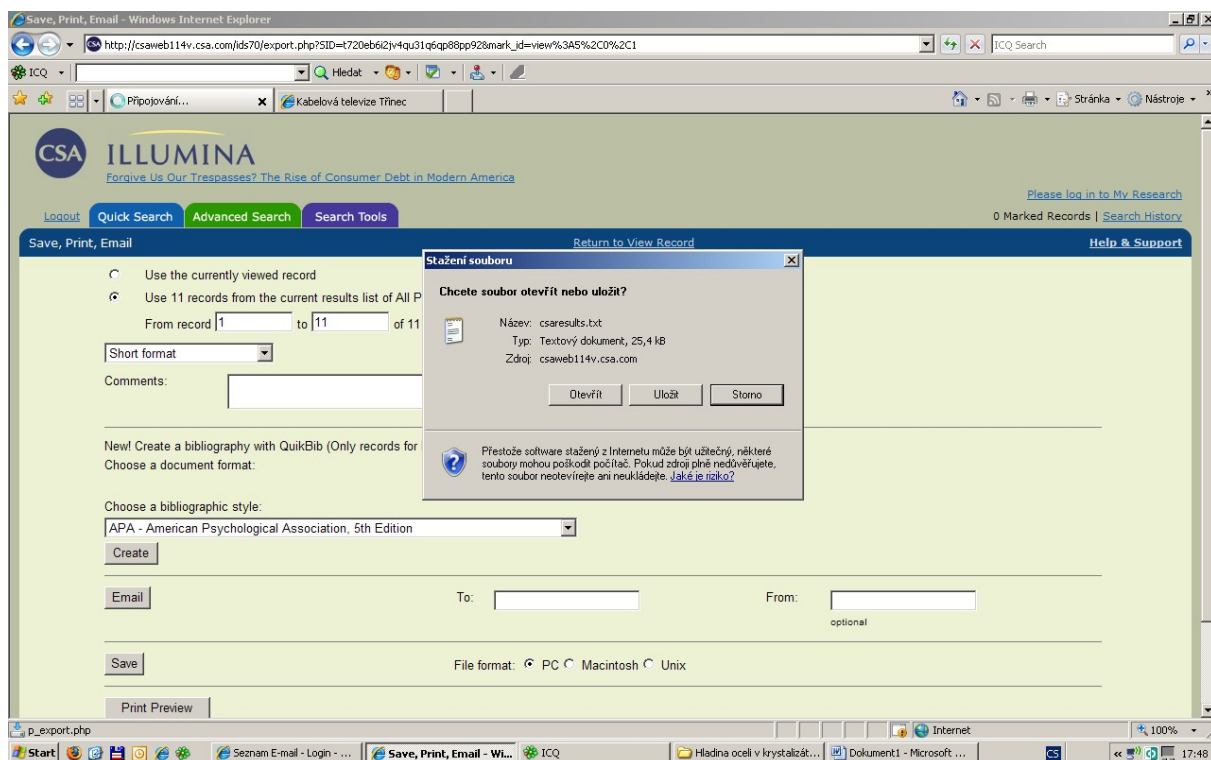 Save, Print, Email - Windows Internet Explorer
http://csaweb114v.csa.com/ids70/export.php?SID=t720eb6i2jv4qu31q6qp88pp92&mark_id=view%3A5%2C0%2C1
ICQ Search
ICQ
Hledat
Připojování...
Kabelová televize Třinec
Stránka
Nástroje
CSA
ILLUMINA
Forgive Us Our Trespasses? The Rise of Consumer Debt in Modern America
Please log in to My Research
Logout
Quick Search
Advanced Search
Search Tools
0 Marked Records | Search History
Save, Print, Email
Return to View Record
Help & Support
Use the currently viewed record
Use 11 records from the current results list of All P
From record 1 to 11 of 11
Short format
Comments:
Stažení souboru
Chcete soubor otevřít nebo uložit?
Název: csaresults.txt
Typ: Textový dokument, 25,4 kB
Zdroj: csaweb114v.csa.com
Otevřít
Uložit
Storno
Přestože software stažený z Internetu může být užitečný, některé
soubory mohou poškodit počítač. Pokud zdroji plně nedůvěřujete,
tento soubor neotevírejte ani neukládejte. Jaké je riziko?
New! Create a bibliography with QuikBib (Only records for
Choose a document format:
Choose a bibliographic style:
APA - American Psychological Association, 5th Edition
Create
Email
To:
From:
optional
Save
File format: PC Macintosh Unix
Print Preview
p_export.php
Internet
100%
Start
Seznam E-mail - Login - ...
Save, Print, Email - Wi...
ICQ
Hladina oceli v krystalizát...
Dokument1 - Microsoft ...
CS
17:48